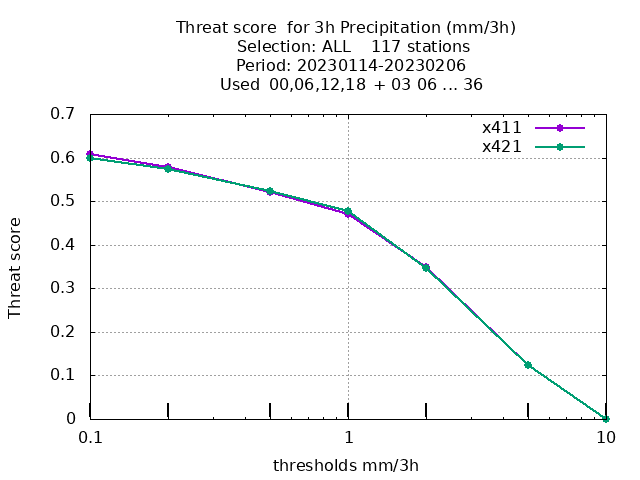 Threat score for 3h Precipitation (mm/3h)
Selection: ALL 117 stations
Period: 20230114-20230206
Used 00,06,12,18 + 03 06 ... 36
x411
x421
0.7
0.6
0.5
0.4
0.3
0.2
0.1
0
Threat score
0.1
1
10
thresholds mm/3h